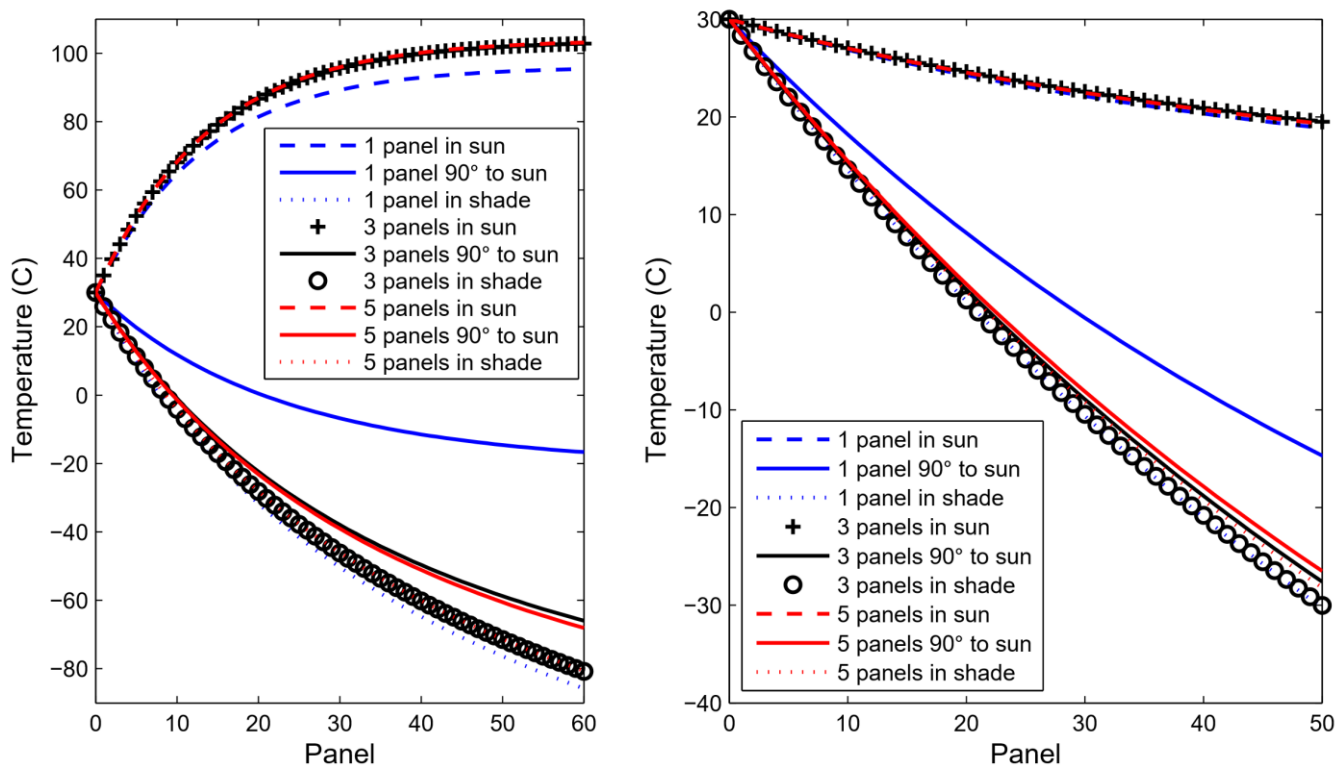 100
80
60
40
20
0
−20
−40
−60
−80
0
10
20
30
40
50
60
Temperature (C)
Panel
1 panel in sun
1 panel 90° to sun
1 panel in shade
3 panels in sun
3 panels 90° to sun
3 panels in shade
5 panels in sun
5 panels 90° to sun
5 panels in shade
30
20
10
0
−10
−20
−30
−40
0
10
20
30
40
50
Temperature (C)
Panel
1 panel in sun
1 panel 90° to sun
1 panel in shade
3 panels in sun
3 panels 90° to sun
3 panels in shade
5 panels in sun
5 panels 90° to sun
5 panels in shade